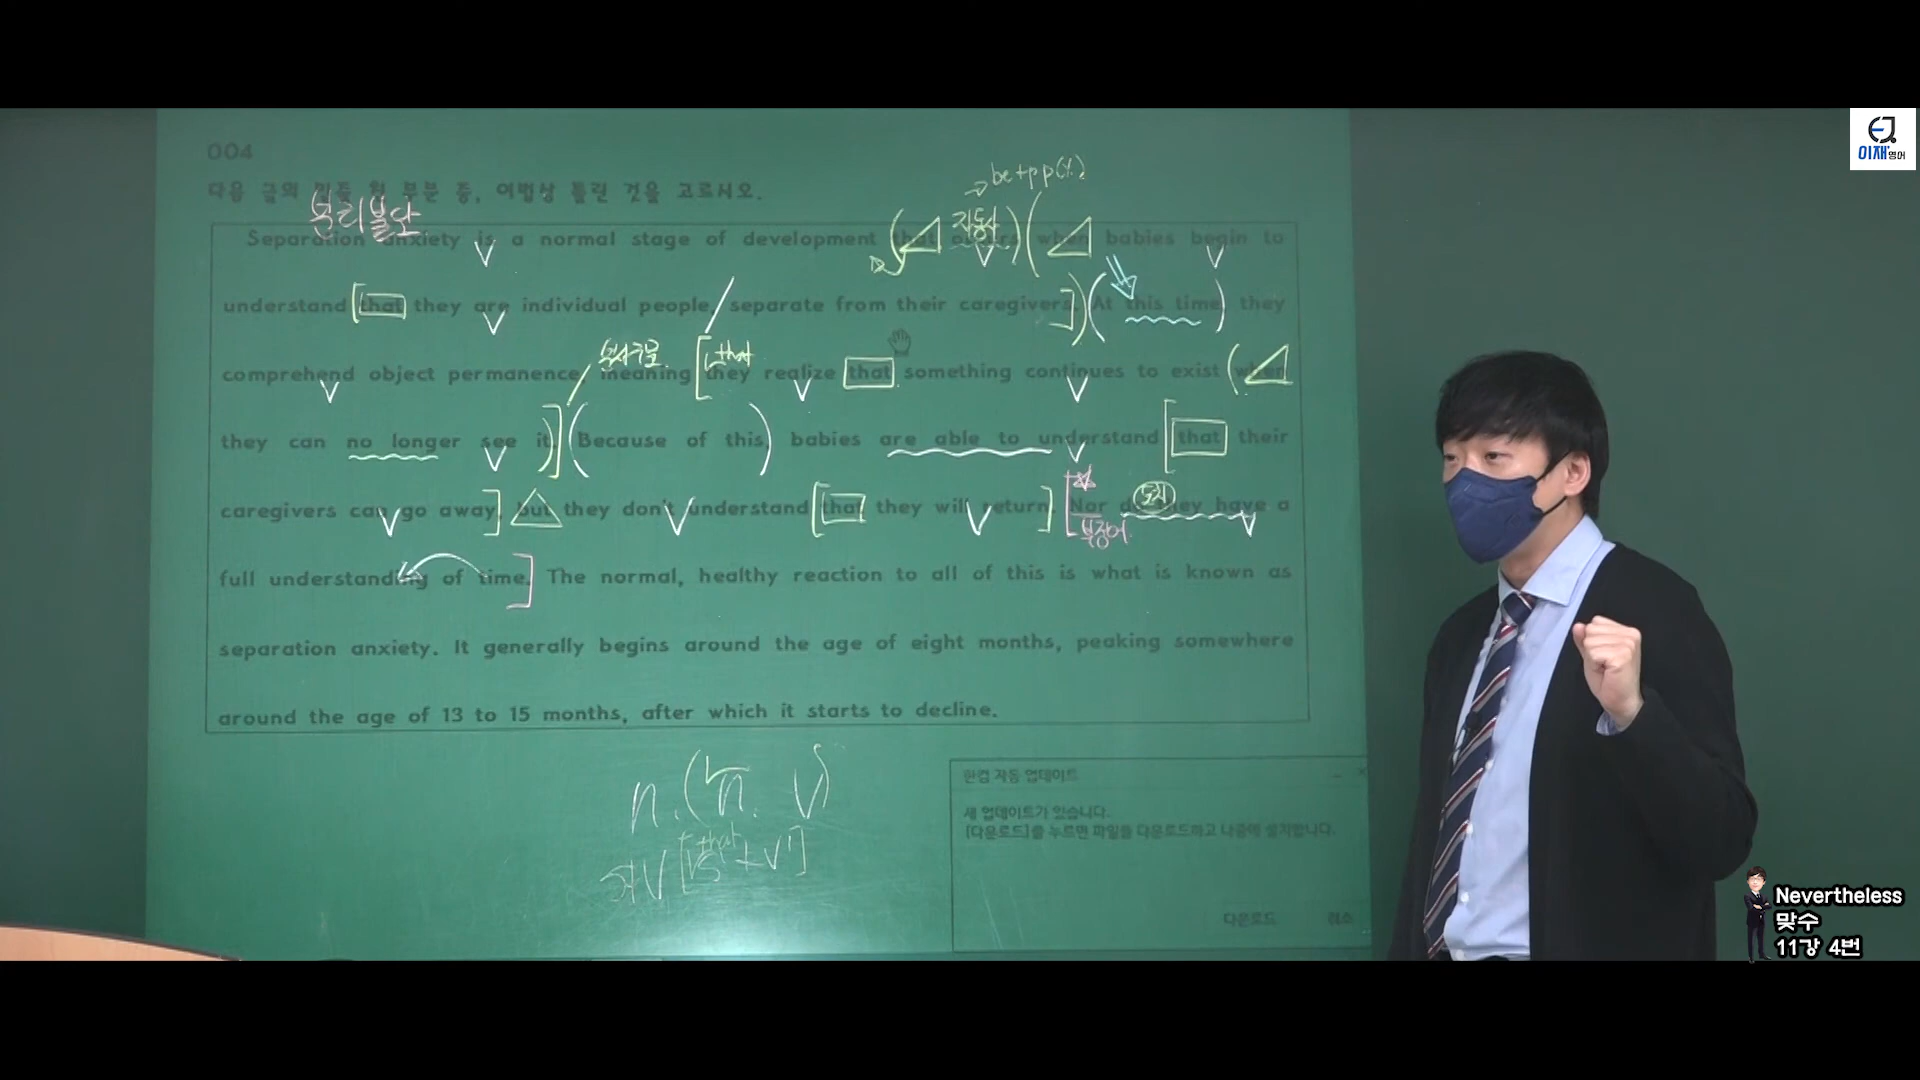 004
다음 글의 밑줄 친 부분 중, 어법상 틀린 것을 고르시오.
분리불안
→ be+pp(X)
자동사
Separation anxiety is a normal stage of development that occurs when babies begin to
understand that they are individual people, separate from their caregivers. At this time they
분사구문
that
comprehend object permanence, meaning they realize that something continues to exist when
they can no longer see it. Because of this, babies are able to understand that their
caregivers can go away, but they don't understand that they will return. Nor do they have a
도치
부정어
full understanding of time. The normal, healthy reaction to all of this is what is known as
separation anxiety. It generally begins around the age of eight months, peaking somewhere
around the age of 13 to 15 months, after which it starts to decline.
n. (n. V)
that
S+V [S+V]
한컴 자동 업데이트
새 업데이트가 있습니다.
[다운로드]를 누르면 파일을 다운로드하고 나중에 설치합니다.
다운로드 취소
EJ
이재영어
Nevertheless
맞수
11강 4번